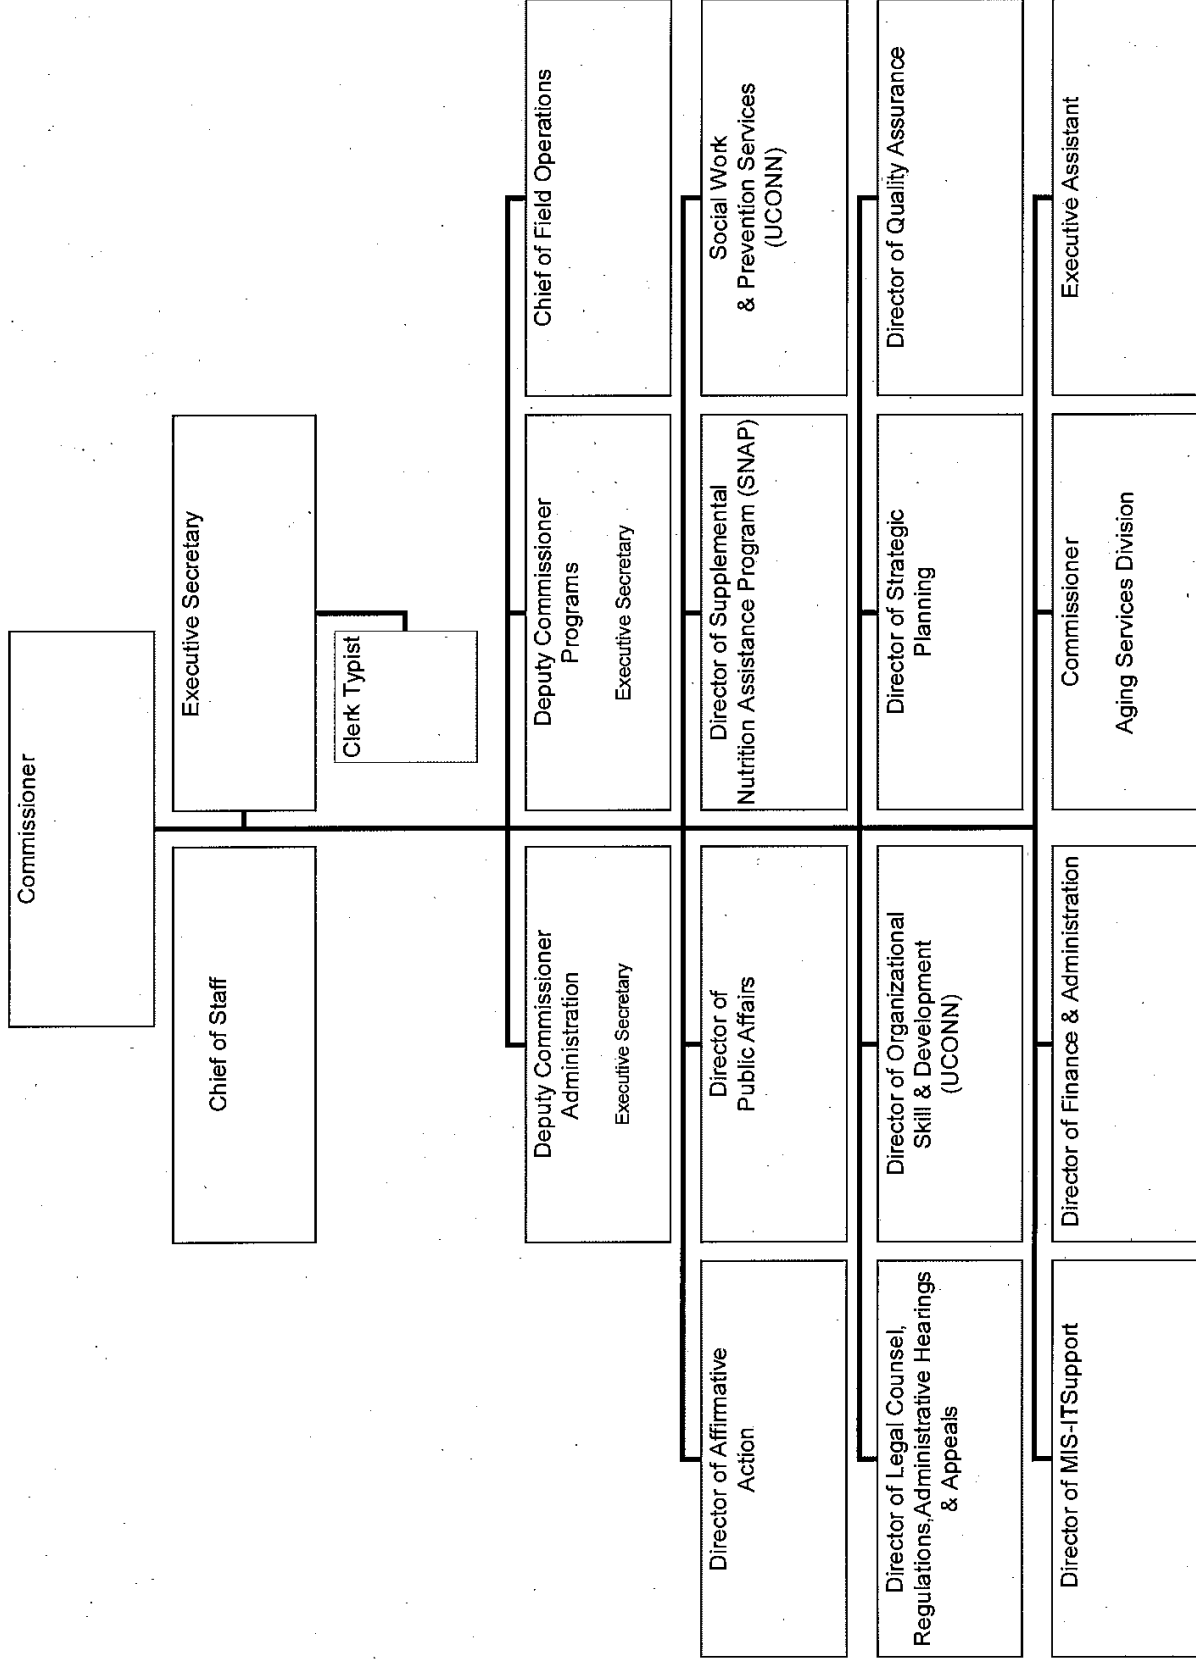 Commissioner
Chief of Staff
Executive Secretary
Clerk Typist
Deputy Commissioner
Administration
Executive Secretary
Deputy Commissioner
Programs
Executive Secretary
Chief of Field Operations
Director of Affirmative
Action
Director of
Public Affairs
Director of Supplemental
Nutrition Assistance Program (SNAP)
Social Work
& Prevention Services
(UCONN)
Director of Legal Counsel,
Regulations,Administrative Hearings
& Appeals
Director of Organizational
Skill & Development
(UCONN)
Director of Strategic
Planning
Director of Quality Assurance
Director of MIS-ITSupport
Director of Finance & Administration
Commissioner
Aging Services Division
Executive Assistant